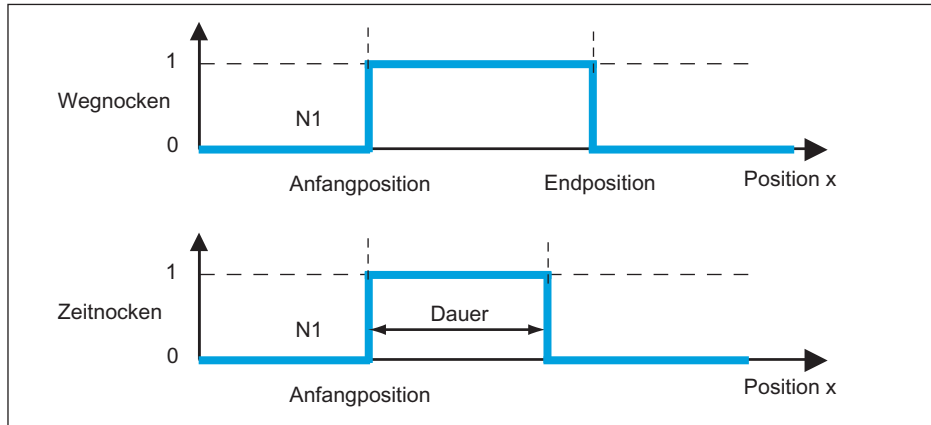 1
Wegnocken
N1
0
Anfangposition
Endposition
Position x
1
Zeitnocken
Dauer
N1
0
Anfangposition
Position x